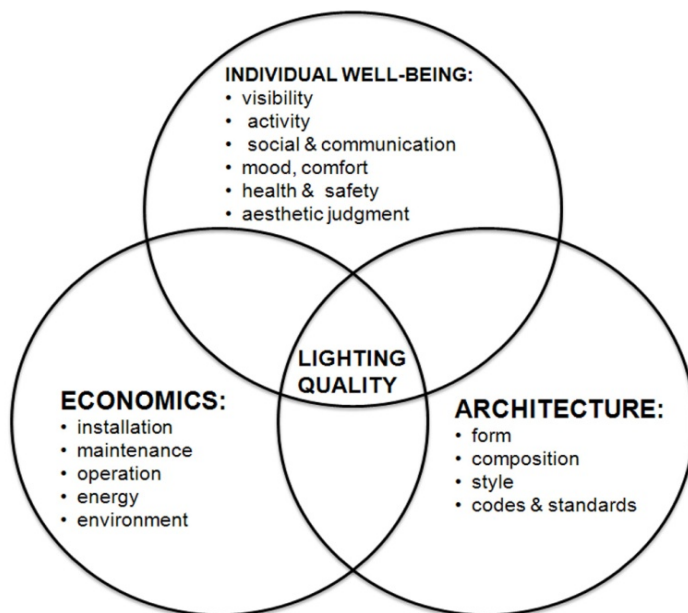 INDIVIDUAL WELL-BEING:
• visibility
• activity
• social & communication
• mood, comfort
• health & safety
• aesthetic judgment
LIGHTING
QUALITY
ECONOMICS:
• installation
• maintenance
• operation
• energy
• environment
ARCHITECTURE:
• form
• composition
• style
• codes & standards